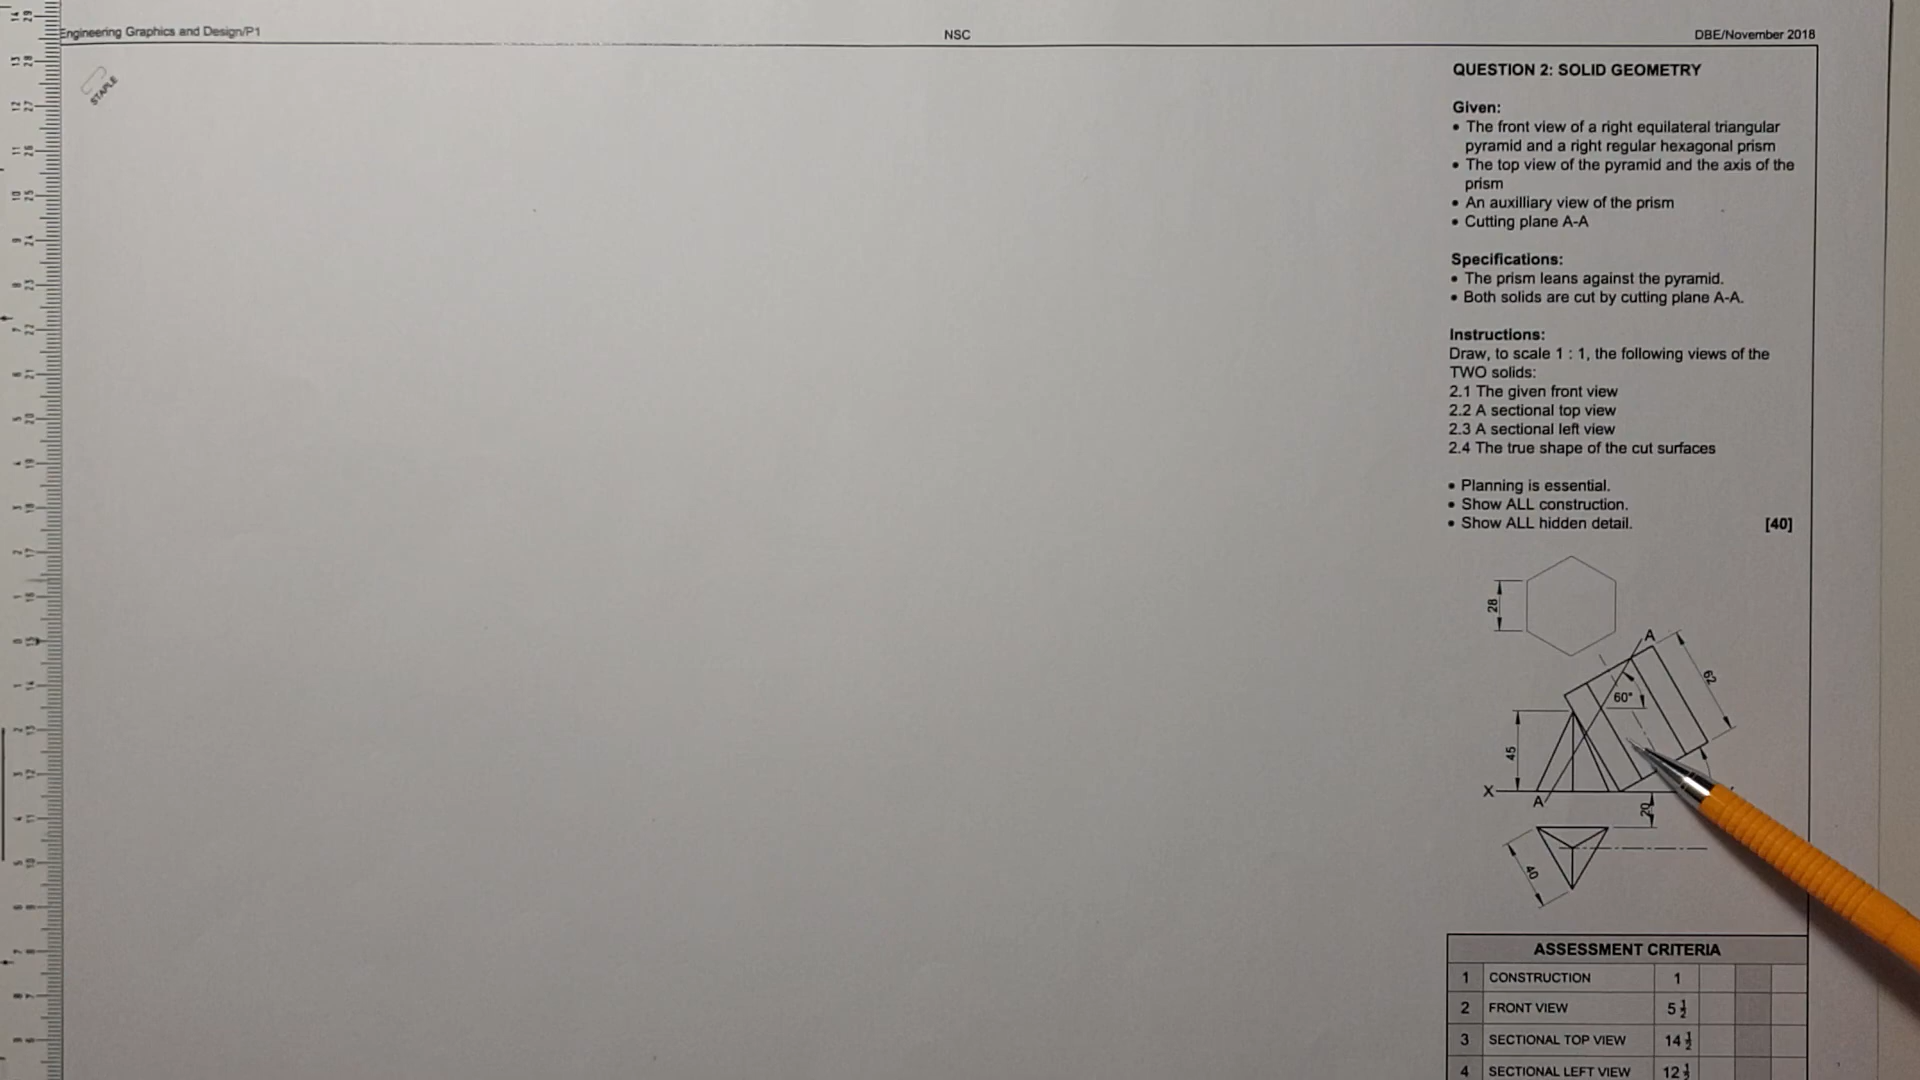 Engineering Graphics and Design/P1
NSC
DBE/November 2018
STAPLE
QUESTION 2: SOLID GEOMETRY
Given:
• The front view of a right equilateral triangular
pyramid and a right regular hexagonal prism
• The top view of the pyramid and the axis of the
prism
• An auxilliary view of the prism
• Cutting plane A-A
Specifications:
• The prism leans against the pyramid.
• Both solids are cut by cutting plane A-A.
Instructions:
Draw, to scale 1 : 1, the following views of the
TWO solids:
2.1 The given front view
2.2 A sectional top view
2.3 A sectional left view
2.4 The true shape of the cut surfaces
• Planning is essential.
• Show ALL construction.
• Show ALL hidden detail.
[40]
28
A
62
60°
45
X
A
20
40
ASSESSMENT CRITERIA
1 CONSTRUCTION 1
2 FRONT VIEW 5 1/2
3 SECTIONAL TOP VIEW 14 1/2
4 SECTIONAL LEFT VIEW 12